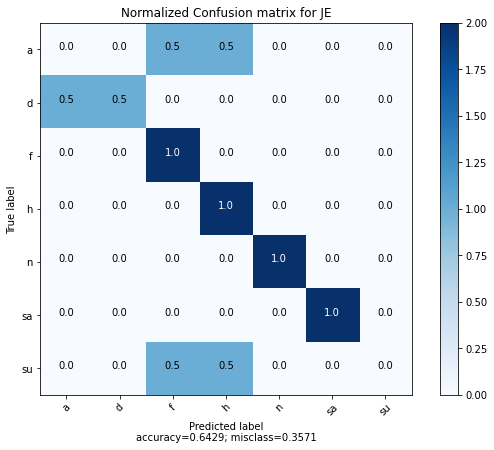 Normalized Confusion matrix for JE
True label
a 0.0 0.0 0.5 0.5 0.0 0.0 0.0
d 0.5 0.5 0.0 0.0 0.0 0.0 0.0
f 0.0 0.0 1.0 0.0 0.0 0.0 0.0
h 0.0 0.0 0.0 1.0 0.0 0.0 0.0
n 0.0 0.0 0.0 0.0 1.0 0.0 0.0
sa 0.0 0.0 0.0 0.0 0.0 1.0 0.0
su 0.0 0.0 0.5 0.5 0.0 0.0 0.0
a d f h n sa su
Predicted label
accuracy=0.6429; misclass=0.3571
2.00
1.75
1.50
1.25
1.00
0.75
0.50
0.25
0.00